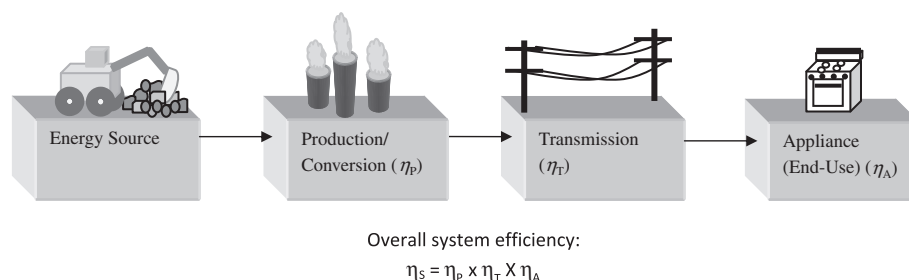 Energy Source
Production/
Conversion (ηP)
Transmission
(ηT)
Appliance
(End-Use) (ηA)
Overall system efficiency:
ηS = ηP x ηT X ηA